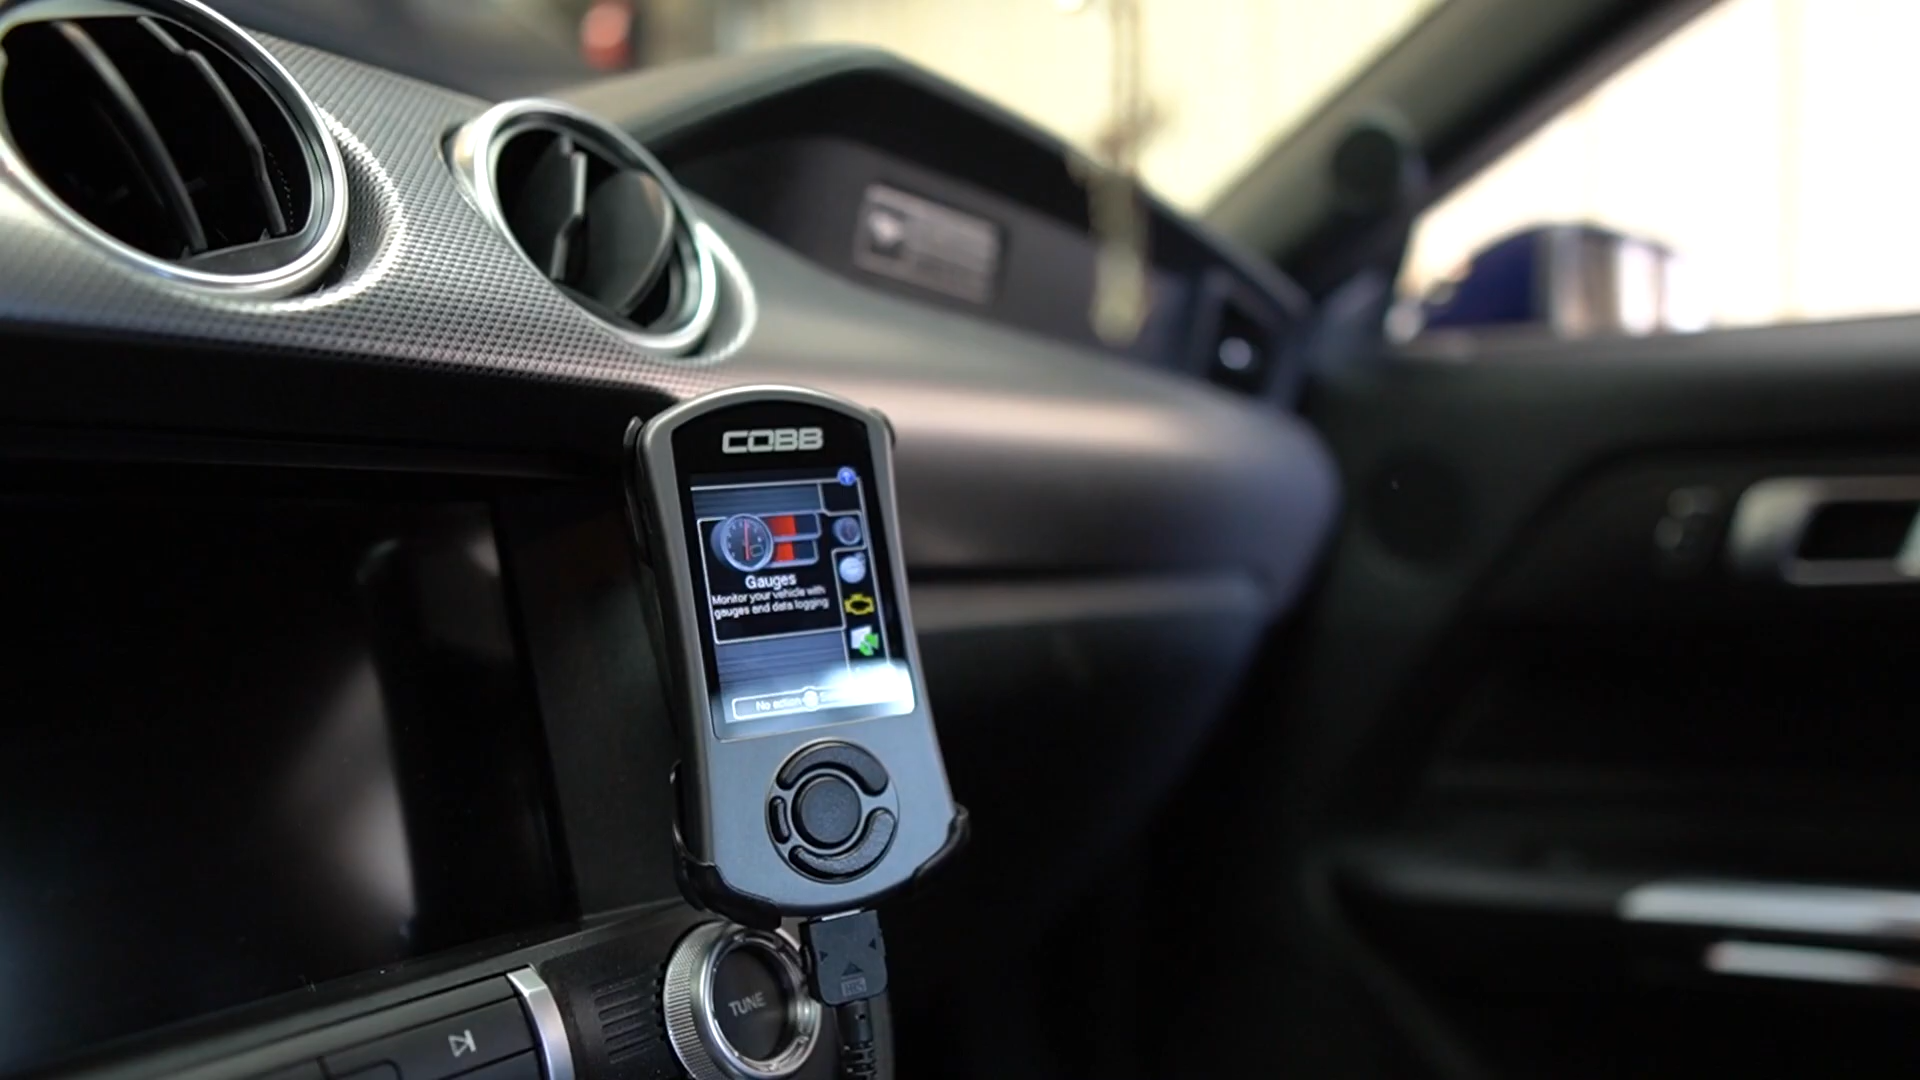 COBB
Gauges
Monitor your vehicle with
gauges and data logging
No action
TUNE